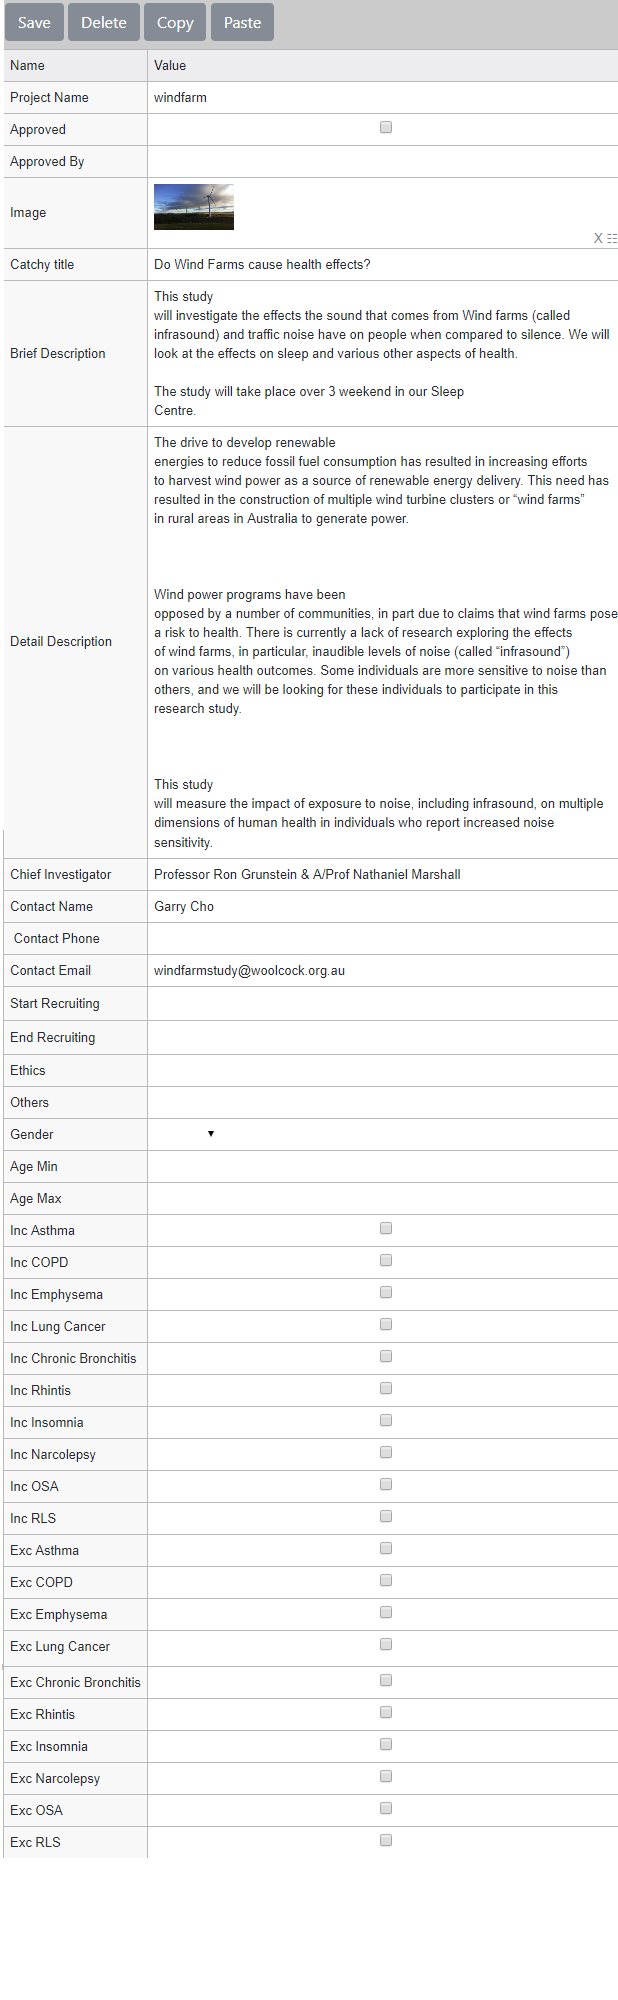 Save Delete Copy Paste
Name Value
Project Name windfarm
Approved
Approved By
Image
X
Catchy title Do Wind Farms cause health effects?
Brief Description
This study
will investigate the effects the sound that comes from Wind farms (called
infrasound) and traffic noise have on people when compared to silence. We will
look at the effects on sleep and various other aspects of health.
The study will take place over 3 weekend in our Sleep
Centre.
Detail Description
The drive to develop renewable
energies to reduce fossil fuel consumption has resulted in increasing efforts
to harvest wind power as a source of renewable energy delivery. This need has
resulted in the construction of multiple wind turbine clusters or “wind farms”
in rural areas in Australia to generate power.
Wind power programs have been
opposed by a number of communities, in part due to claims that wind farms pose
a risk to health. There is currently a lack of research exploring the effects
of wind farms, in particular, inaudible levels of noise (called “infrasound”)
on various health outcomes. Some individuals are more sensitive to noise than
others, and we will be looking for these individuals to participate in this
research study.
This study
will measure the impact of exposure to noise, including infrasound, on multiple
dimensions of human health in individuals who report increased noise
sensitivity.
Chief Investigator Professor Ron Grunstein & A/Prof Nathaniel Marshall
Contact Name Garry Cho
Contact Phone
Contact Email windfarmstudy@woolcock.org.au
Start Recruiting
End Recruiting
Ethics
Others
Gender
Age Min
Age Max
Inc Asthma
Inc COPD
Inc Emphysema
Inc Lung Cancer
Inc Chronic Bronchitis
Inc Rhintis
Inc Insomnia
Inc Narcolepsy
Inc OSA
Inc RLS
Exc Asthma
Exc COPD
Exc Emphysema
Exc Lung Cancer
Exc Chronic Bronchitis
Exc Rhintis
Exc Insomnia
Exc Narcolepsy
Exc OSA
Exc RLS